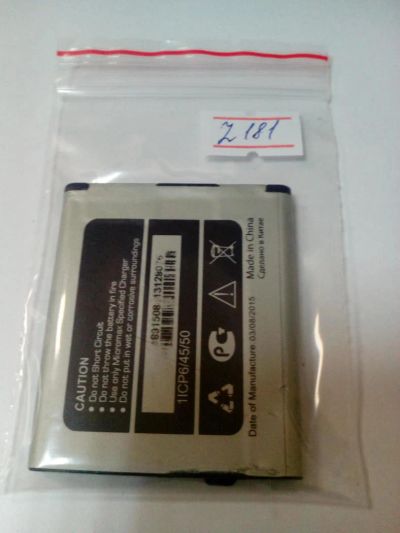 Z 181
CAUTION
Do not Short Circuit
Do not throw the battery in fire
Use only Micromax Specified Charger
Do not put in wet or corrosive surroundings
1ICP6/45/50
РСТ
Made in China
Сделано в Китае
Date of Manufacture: 03/08/2015